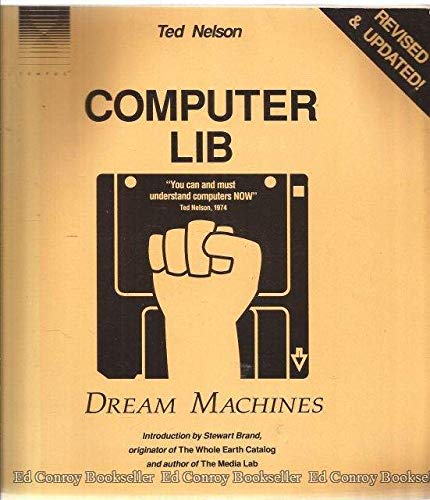 TEMPUS
Ted Nelson
REVISED
& UPDATED!
COMPUTER
LIB
"You can and must
understand computers NOW"
Ted Nelson, 1974
DREAM MACHINES
Introduction by Stewart Brand,
originator of The Whole Earth Catalog
and author of The Media Lab
Ed Conroy Bookseller Ed Conroy Bookseller Ed Conroy Bookseller